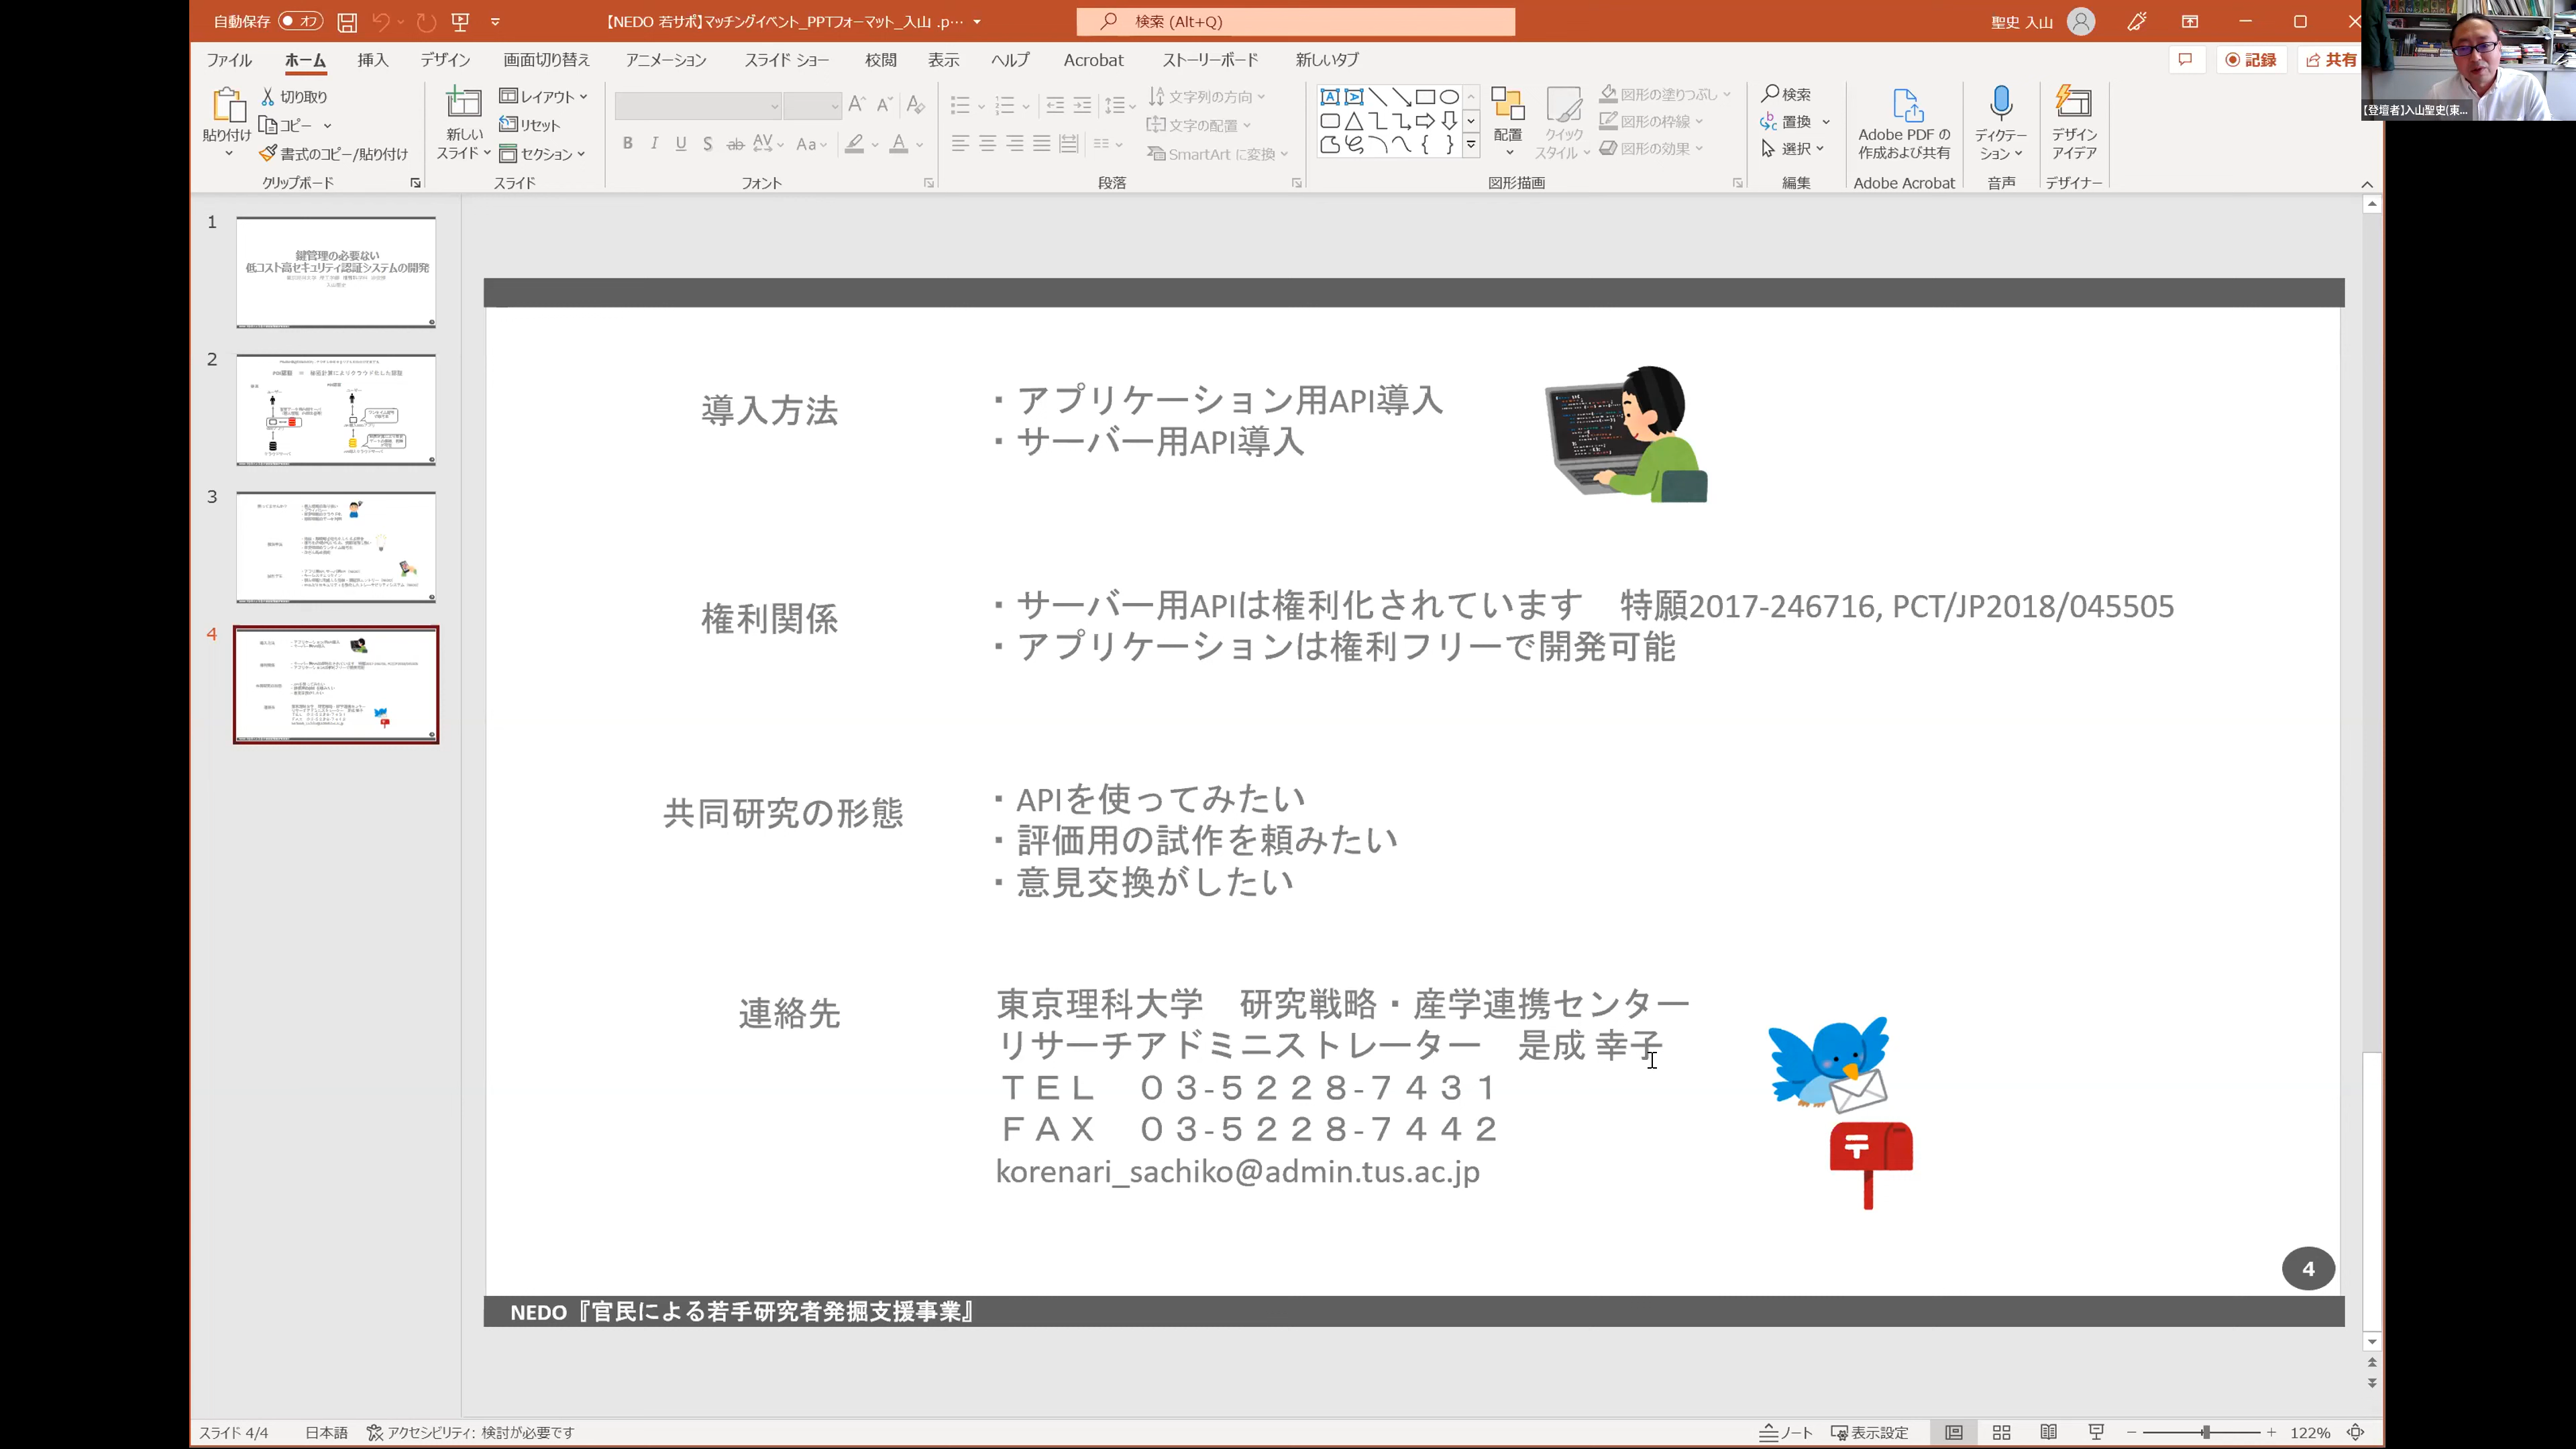 自動保存 オフ
【NEDO 若サポ】マッチングイベント_PPTフォーマット_入山 .p…
検索 (Alt+Q)
聖史 入山
ファイル ホーム 挿入 デザイン 画面切り替え アニメーション スライド ショー 校閲 表示 ヘルプ Acrobat ストーリーボード 新しいタブ
記録 共有
【登壇者】入山聖史(東...
貼り付け
切り取り
コピー
書式のコピー/貼り付け
クリップボード
新しい
スライド
レイアウト
リセット
セクション
スライド
フォント
文字列の方向
文字の配置
SmartArt に変換
段落
配置
クイック
スタイル
図形の塗りつぶし
図形の枠線
図形の効果
図形描画
検索
置換
選択
編集
Adobe PDF の
作成および共有
Adobe Acrobat
ディクテー
ション
音声
デザイン
アイデア
デザイナー
1
鍵管理の必要ない
低コスト高セキュリティ認証システムの開発
2
3
4
導入方法
・アプリケーション用API導入
・サーバー用API導入
権利関係
・サーバー用APIは権利化されています 特願2017-246716, PCT/JP2018/045505
・アプリケーションは権利フリーで開発可能
共同研究の形態
・APIを使ってみたい
・評価用の試作を頼みたい
・意見交換がしたい
連絡先
東京理科大学 研究戦略・産学連携センター
リサーチアドミニストレーター 是成 幸子
ＴＥＬ ０３-５２２８-７４３１
ＦＡＸ ０３-５２２８-７４４２
korenari_sachiko@admin.tus.ac.jp
4
NEDO『官民による若手研究者発掘支援事業』
スライド 4/4 日本語 アクセシビリティ: 検討が必要です
ノート 表示設定 122%